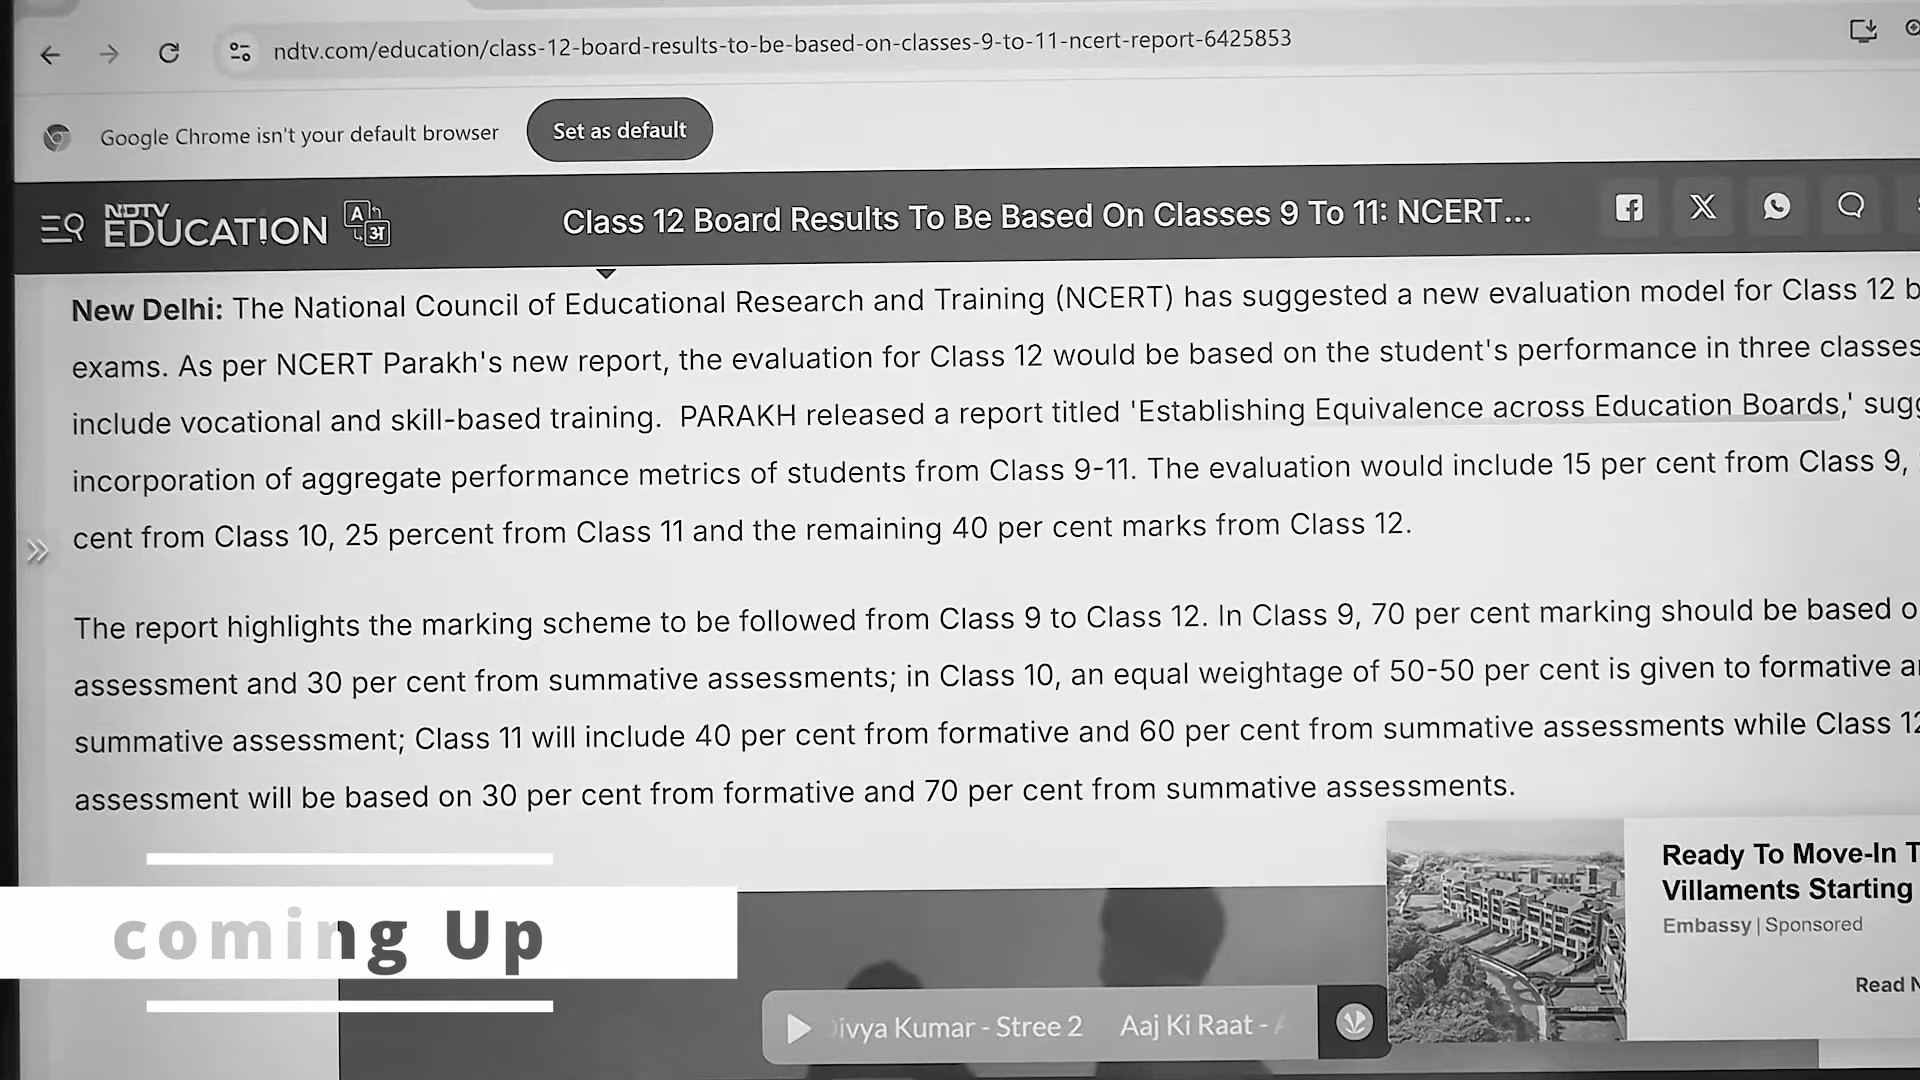 ndtv.com/education/class-12-board-results-to-be-based-on-classes-9-to-11-ncert-report-6425853
Google Chrome isn't your default browser
Set as default
NDTV
EDUCATION
A
अ
Class 12 Board Results To Be Based On Classes 9 To 11: NCERT...
New Delhi: The National Council of Educational Research and Training (NCERT) has suggested a new evaluation model for Class 12 b
exams. As per NCERT Parakh's new report, the evaluation for Class 12 would be based on the student's performance in three classes
include vocational and skill-based training. PARAKH released a report titled 'Establishing Equivalence across Education Boards,' sugg
incorporation of aggregate performance metrics of students from Class 9-11. The evaluation would include 15 per cent from Class 9,
cent from Class 10, 25 percent from Class 11 and the remaining 40 per cent marks from Class 12.
The report highlights the marking scheme to be followed from Class 9 to Class 12. In Class 9, 70 per cent marking should be based o
assessment and 30 per cent from summative assessments; in Class 10, an equal weightage of 50-50 per cent is given to formative a
summative assessment; Class 11 will include 40 per cent from formative and 60 per cent from summative assessments while Class 12
assessment will be based on 30 per cent from formative and 70 per cent from summative assessments.
coming Up
Ready To Move-In T
Villaments Starting
Embassy | Sponsored
Read
ivya Kumar - Stree 2 Aaj Ki Raat -